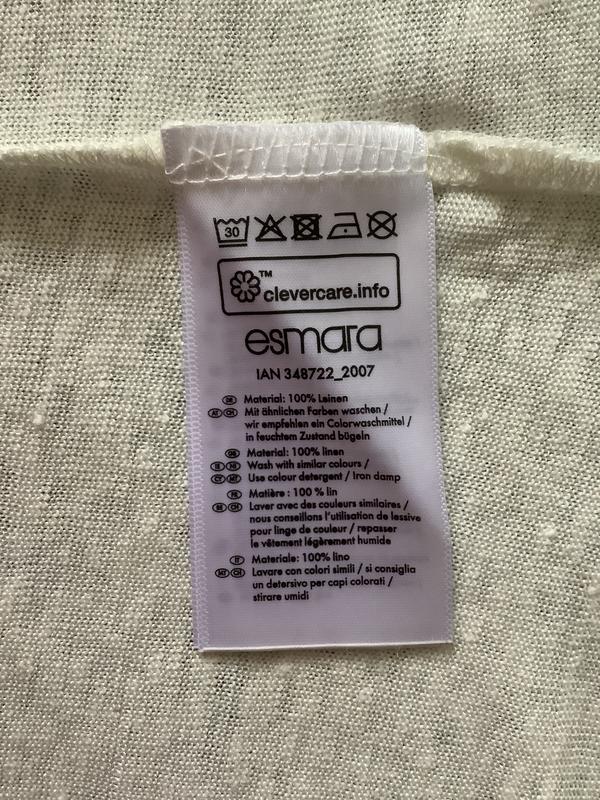 30
clevercare.info™
esmara
IAN 348722_2007
DE Material: 100% Leinen
AT CH Mit ähnlichen Farben waschen /
wir empfehlen ein Colorwaschmittel /
in feuchtem Zustand bügeln
GB Material: 100% linen
IE NI Wash with similar colours /
CY MT Use colour detergent / Iron damp
FR Matière : 100 % lin
BE CH Laver avec des couleurs similaires /
nous conseillons l'utilisation de lessive
pour linge de couleur / repasser
le vêtement légèrement humide
IT Materiale: 100% lino
MT CH Lavare con colori simili / si consiglia
un detersivo per capi colorati /
stirare umidi